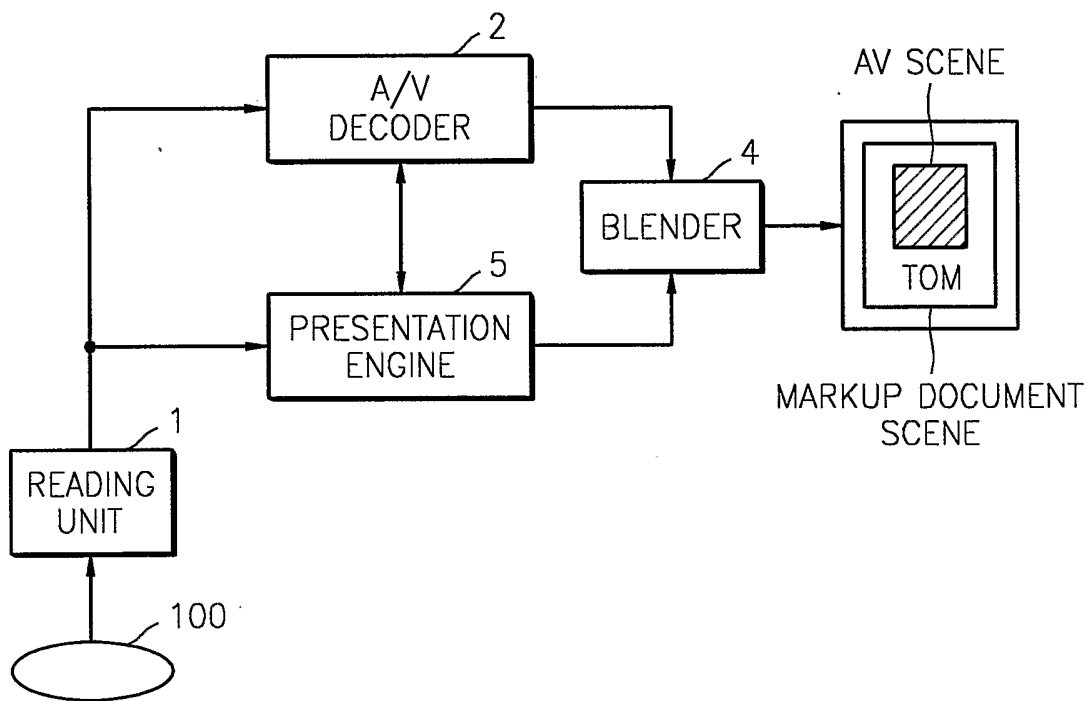 2
A/V
DECODER
AV SCENE
4
BLENDER
TOM
5
PRESENTATION
ENGINE
MARKUP DOCUMENT
SCENE
1
READING
UNIT
100